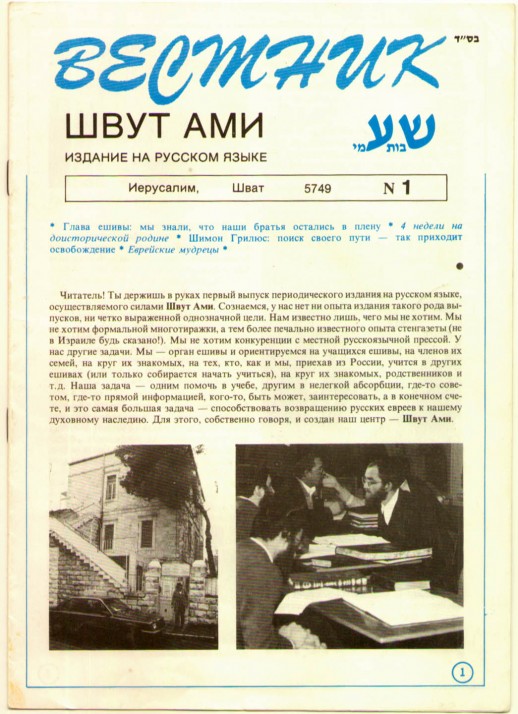 בס״ד
ВЕСТНИК
ШВУТ АМИ
שבות עמי
ИЗДАНИЕ НА РУССКОМ ЯЗЫКЕ
Иерусалим, Шват 5749 N 1
* Глава ешивы: мы знали, что наши братья остались в плену * 4 недели на
доисторической родине * Шимон Грилюс: поиск своего пути — так приходит
освобождение * Еврейские мудрецы *
Читатель! Ты держишь в руках первый выпуск периодического издания на русском языке,
осуществляемого силами Швут Ами. Сознаемся, у нас нет ни опыта издания такого рода вы-
пусков, ни четко выраженной однозначной цели. Нам известно лишь, чего мы не хотим. Мы
не хотим формальной многотиражки, а тем более печально известного опыта стенгазеты (не
в Израиле будь сказано!). Мы не хотим конкуренции с местной русскоязычной прессой. У
нас другие задачи. Мы — орган ешивы и ориентируемся на учащихся ешивы, на членов их
семей, на круг их знакомых, на тех, кто, как и мы, приехав из России, учится в других
ешивах (или только собирается начать учиться), на круг их знакомых, родственников и
т.д. Наша задача — одним помочь в учебе, другим в нелегкой абсорбции, где-то сове-
том, где-то прямой информацией, кого-то, быть может, заинтересовать, а в конечном сче-
те, и это самая большая задача — способствовать возвращению русских евреев к нашему
духовному наследию. Для этого, собственно говоря, и создан наш центр — Швут Ами.
1